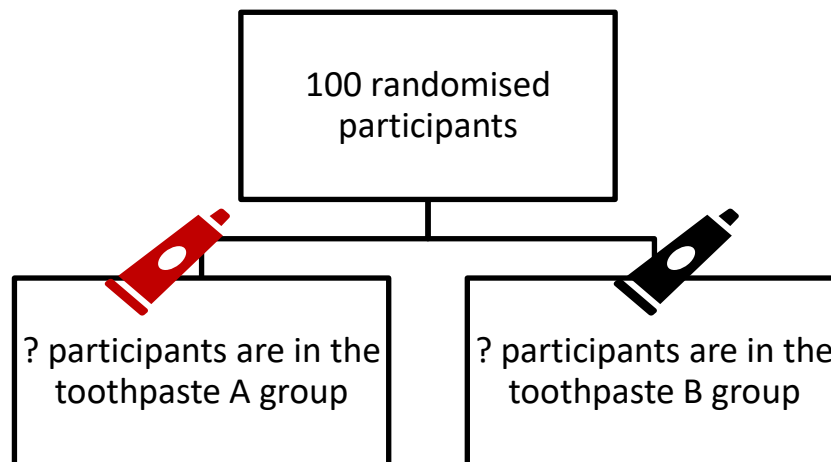 100 randomised
participants
? participants are in the
toothpaste A group
? participants are in the
toothpaste B group